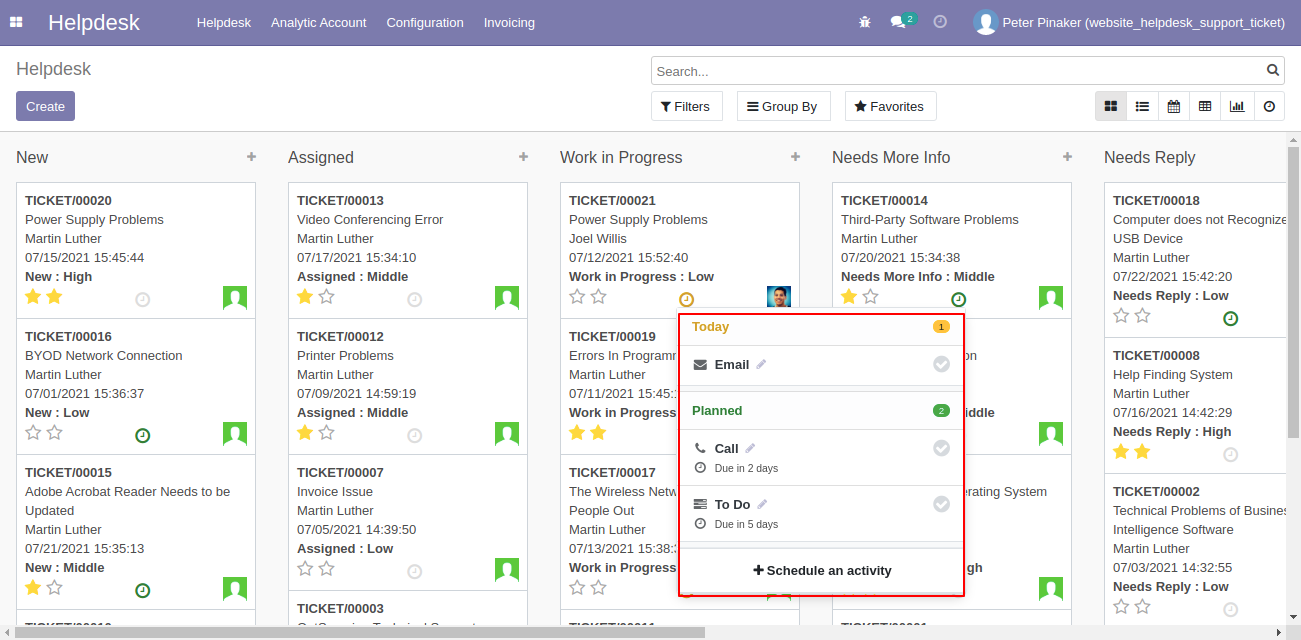 Helpdesk
Helpdesk
Analytic Account
Configuration
Invoicing
2
Peter Pinaker (website_helpdesk_support_ticket)
Helpdesk
Search...
Create
Filters
Group By
Favorites
New
TICKET/00020
Power Supply Problems
Martin Luther
07/15/2021 15:45:44
New : High
TICKET/00016
BYOD Network Connection
Martin Luther
07/01/2021 15:36:37
New : Low
TICKET/00015
Adobe Acrobat Reader Needs to be
Updated
Martin Luther
07/21/2021 15:35:13
New : Middle
Assigned
TICKET/00013
Video Conferencing Error
Martin Luther
07/17/2021 15:34:10
Assigned : Middle
TICKET/00012
Printer Problems
Martin Luther
07/09/2021 14:59:19
Assigned : Middle
TICKET/00007
Invoice Issue
Martin Luther
07/05/2021 14:39:50
Assigned : Low
TICKET/00003
Work in Progress
TICKET/00021
Power Supply Problems
Joel Willis
07/12/2021 15:52:40
Work in Progress : Low
TICKET/00019
Errors In Programm
Martin Luther
07/11/2021 15:45:
Work in Progress
TICKET/00017
The Wireless Netw
People Out
Martin Luther
07/13/2021 15:38:
Work in Progress
Today
1
Email
Planned
2
Call
Due in 2 days
To Do
Due in 5 days
Schedule an activity
Needs More Info
TICKET/00014
Third-Party Software Problems
Martin Luther
07/20/2021 15:34:38
Needs More Info : Middle
on
iddle
erating System
gh
Needs Reply
TICKET/00018
Computer does not Recognize
USB Device
Martin Luther
07/22/2021 15:42:20
Needs Reply : Low
TICKET/00008
Help Finding System
Martin Luther
07/16/2021 14:42:29
Needs Reply : High
TICKET/00002
Technical Problems of Busines
Intelligence Software
Martin Luther
07/03/2021 14:32:55
Needs Reply : Low